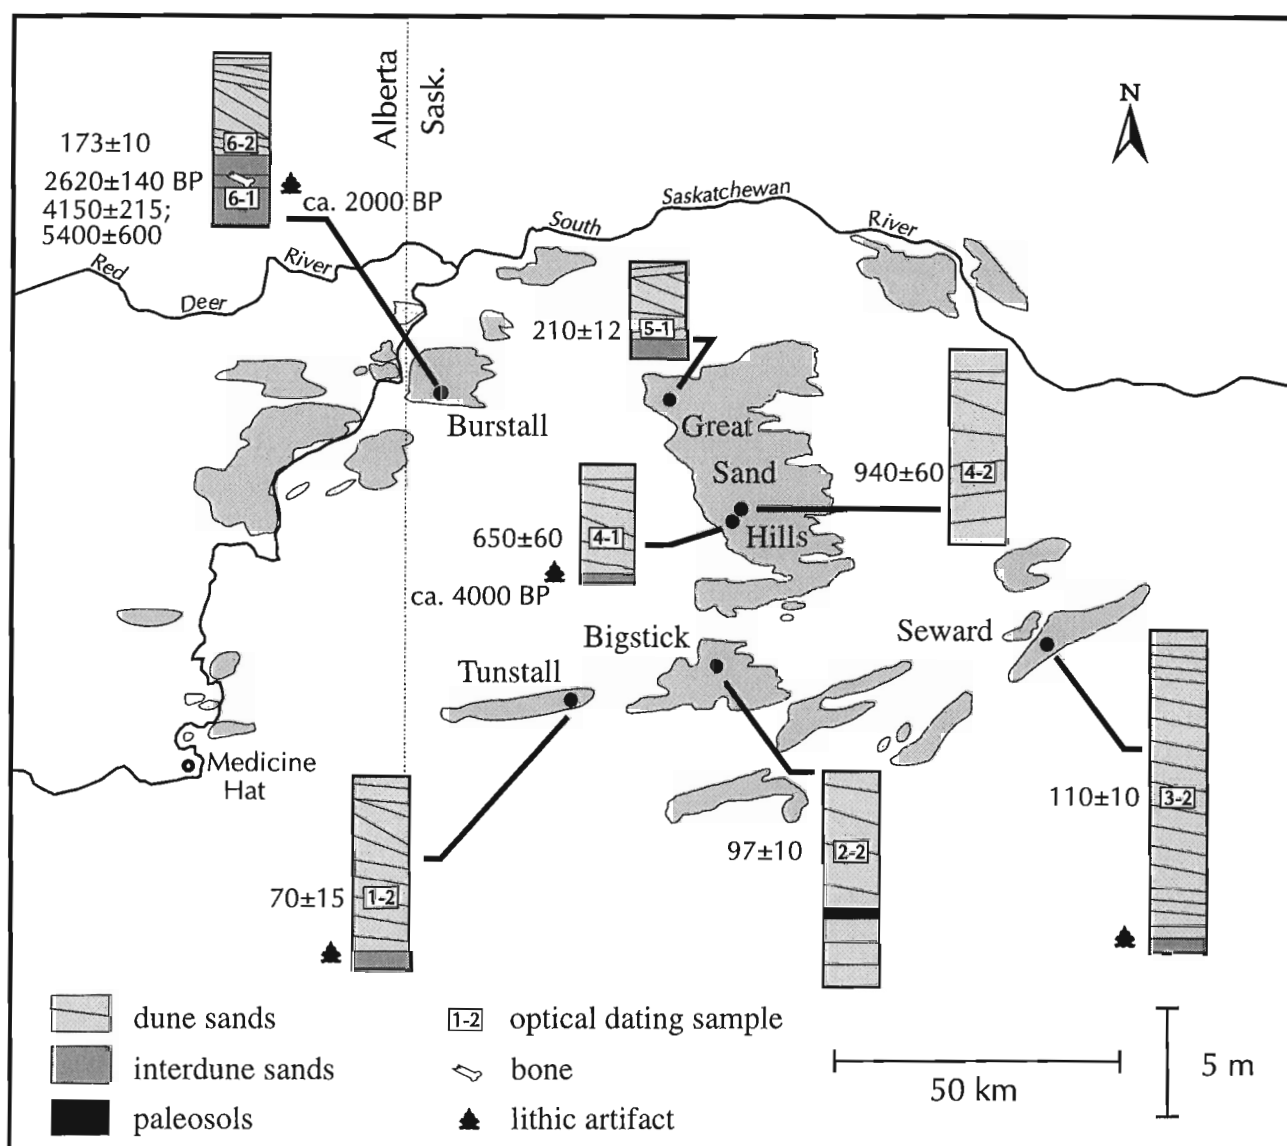 Alberta
Sask.
N
173±10
6-2
2620±140 BP
6-1
4150±215;
5400±600
ca. 2000 BP
Red
Deer
River
South
Saskatchewan
River
210±12
5-1
Burstall
Great
Sand
Hills
940±60
4-2
650±60
4-1
ca. 4000 BP
Bigstick
Seward
Tunstall
Medicine
Hat
70±15
1-2
97±10
2-2
110±10
3-2
dune sands
1-2 optical dating sample
interdune sands
bone
paleosols
lithic artifact
50 km
5 m